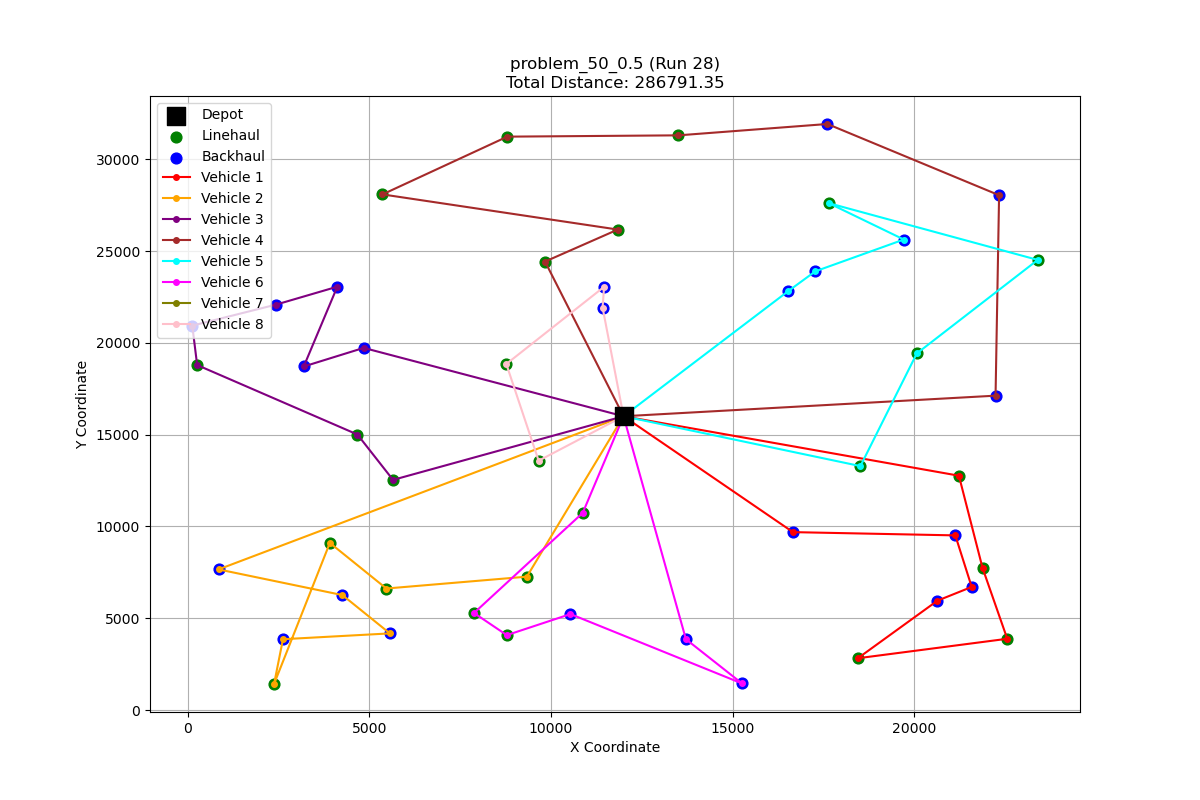 problem_50_0.5 (Run 28)
Total Distance: 286791.35
Depot
Linehaul
Backhaul
Vehicle 1
Vehicle 2
Vehicle 3
Vehicle 4
Vehicle 5
Vehicle 6
Vehicle 7
Vehicle 8
30000
25000
20000
15000
10000
5000
0
Y Coordinate
0 5000 10000 15000 20000
X Coordinate